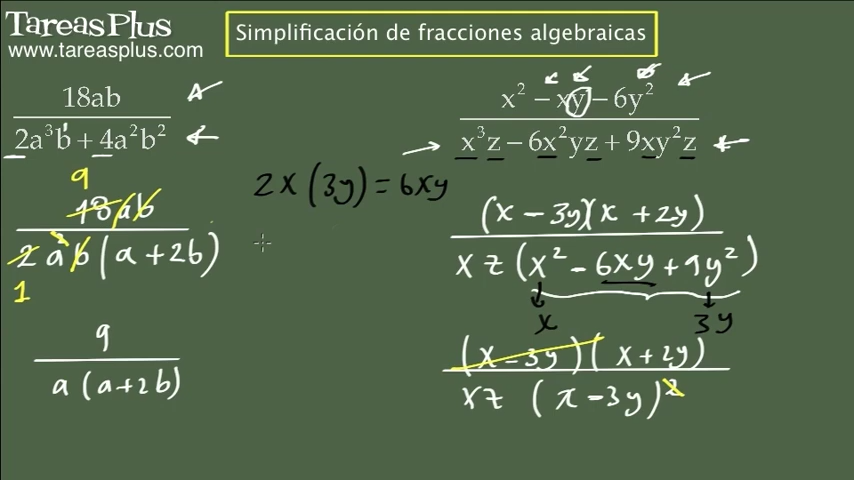 TareasPlus
www.tareasplus.com
Simplificación de fracciones algebraicas
18ab
2a³b + 4a²b²
9
18ab
2a²b(a + 2b)
1
9
a(a+2b)
2x(3y) = 6xy
x² − xy − 6y²
x³z − 6x²yz + 9xy²z
(x − 3y)(x + 2y)
xz(x² − 6xy + 9y²)
x 3y
(x − 3y)(x + 2y)
xz (x − 3y)²